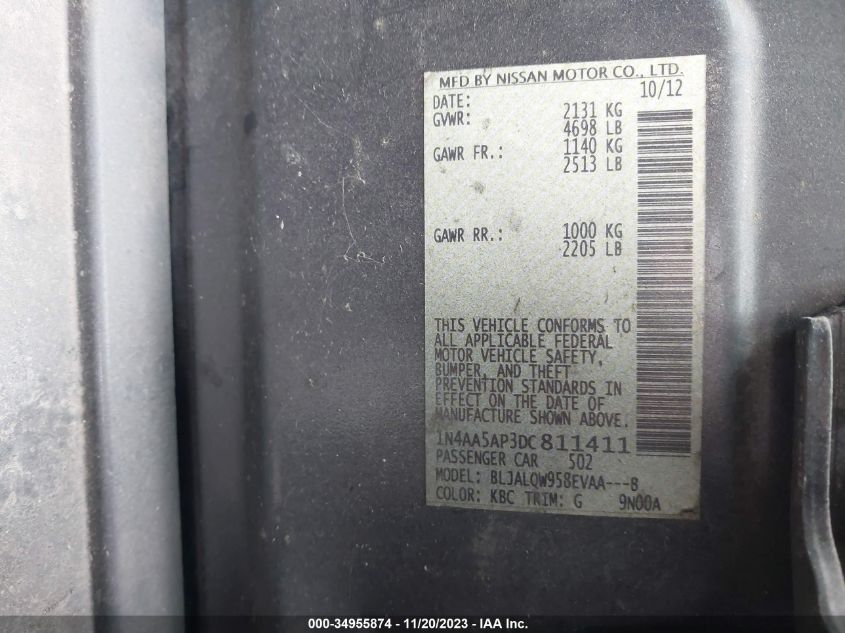 MFD BY NISSAN MOTOR CO., LTD.
DATE: 10/12
GVWR: 2131 KG
4698 LB
GAWR FR.: 1140 KG
2513 LB
GAWR RR.: 1000 KG
2205 LB
THIS VEHICLE CONFORMS TO
ALL APPLICABLE FEDERAL
MOTOR VEHICLE SAFETY,
BUMPER, AND THEFT
PREVENTION STANDARDS IN
EFFECT ON THE DATE OF
MANUFACTURE SHOWN ABOVE.
1N4AA5AP3DC811411
PASSENGER CAR 502
MODEL: BLJALQW958EVAA---B
COLOR: KBC TRIM: G 9N00A
000-34955874 - 11/20/2023 - IAA Inc.